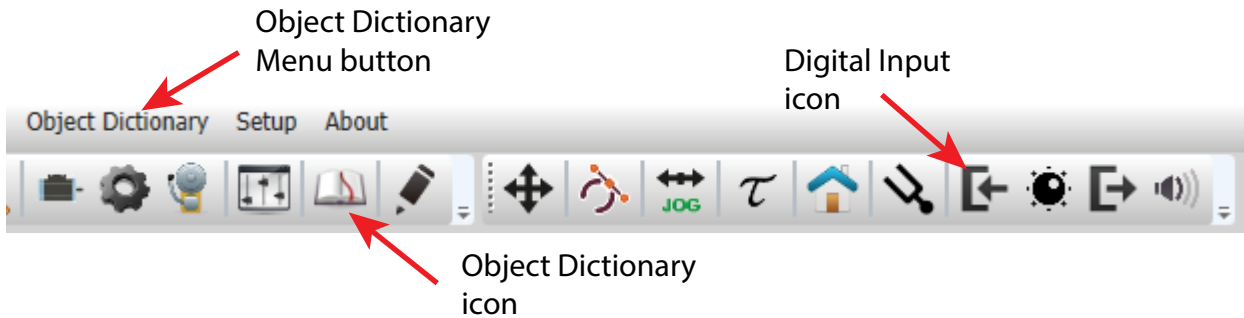 Object Dictionary
Menu button
Digital Input
icon
Object Dictionary Setup About
JOG
τ
Object Dictionary
icon